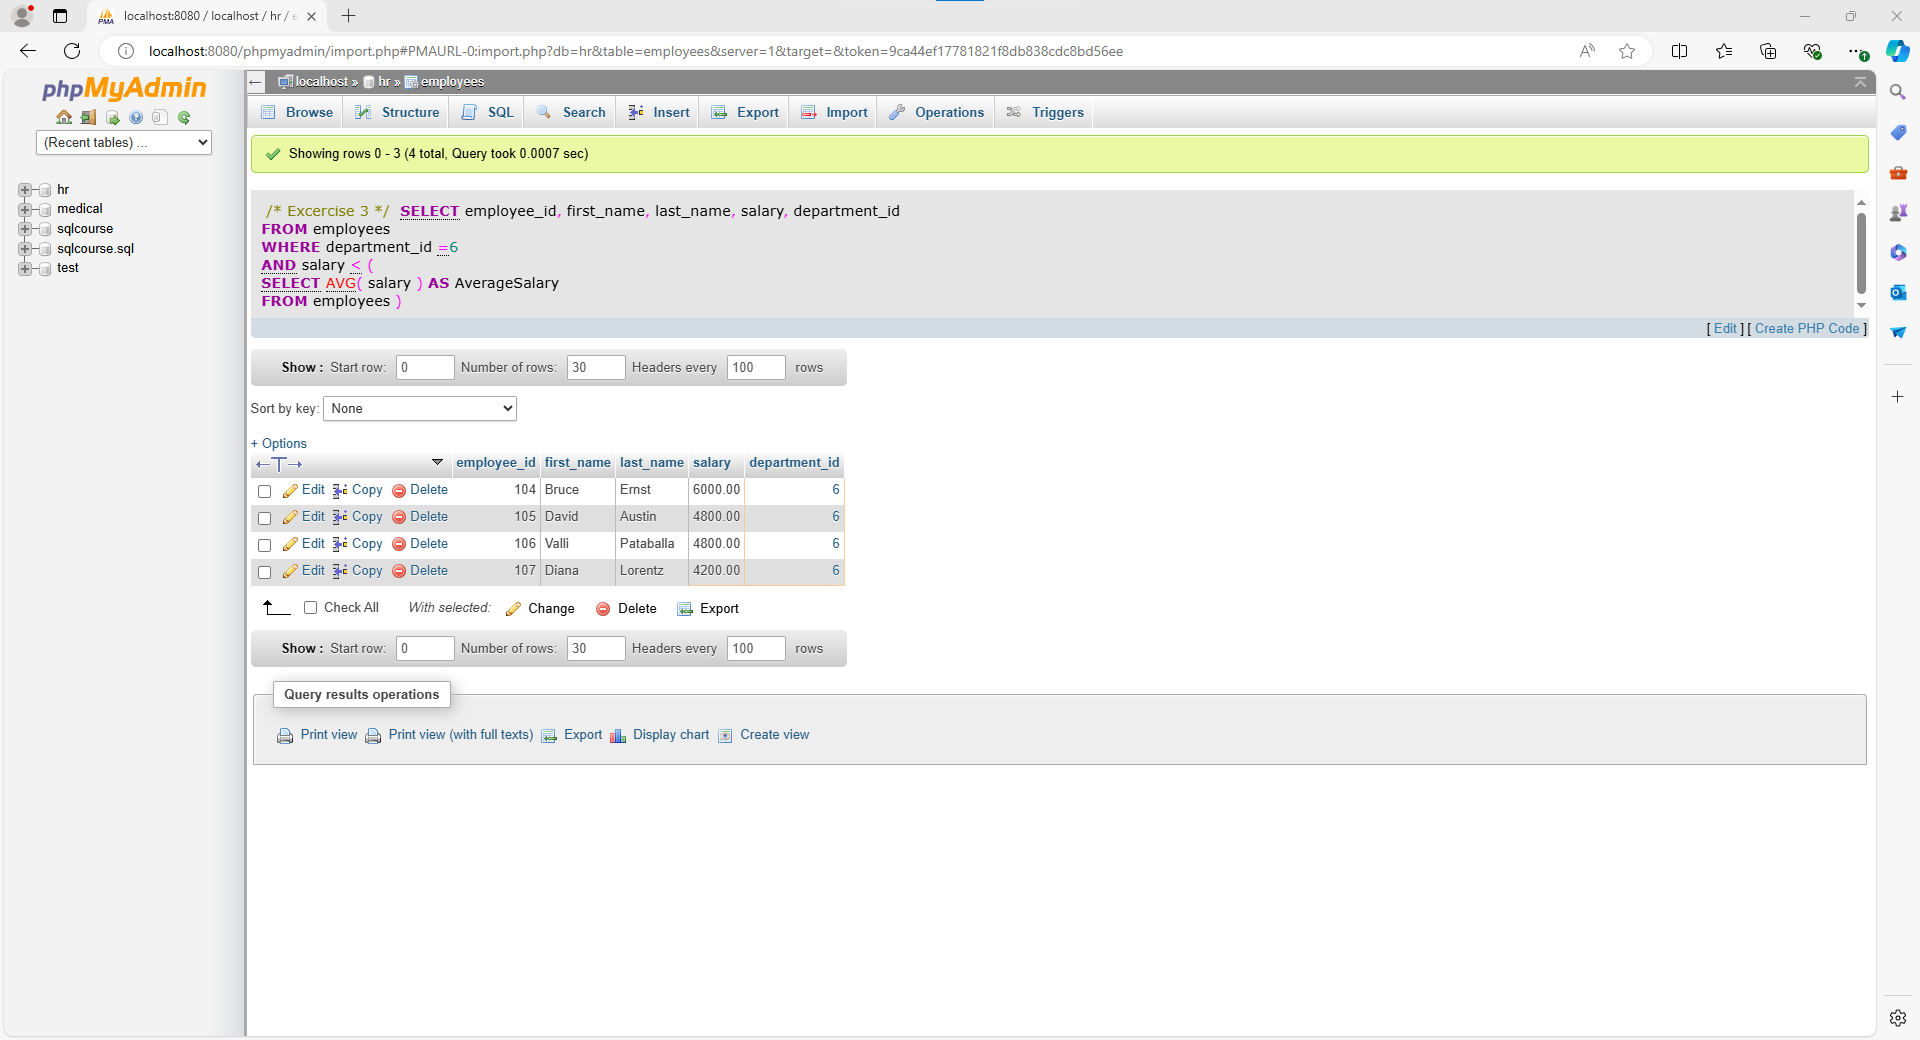 localhost:8080 / localhost / hr / e
localhost:8080/phpmyadmin/import.php#PMAURL-0:import.php?db=hr&table=employees&server=1&target=&token=9ca44ef17781821f8db838cdc8bd56ee
phpMyAdmin
(Recent tables) ...
hr
medical
sqlcourse
sqlcourse.sql
test
localhost » hr » employees
Browse Structure SQL Search Insert Export Import Operations Triggers
Showing rows 0 - 3 (4 total, Query took 0.0007 sec)
/* Excercise 3 */ SELECT employee_id, first_name, last_name, salary, department_id
FROM employees
WHERE department_id =6
AND salary < (
SELECT AVG( salary ) AS AverageSalary
FROM employees )
[ Edit ] [ Create PHP Code ]
Show : Start row: 0 Number of rows: 30 Headers every 100 rows
Sort by key: None
+ Options
←T→ employee_id first_name last_name salary department_id
Edit Copy Delete 104 Bruce Ernst 6000.00 6
Edit Copy Delete 105 David Austin 4800.00 6
Edit Copy Delete 106 Valli Pataballa 4800.00 6
Edit Copy Delete 107 Diana Lorentz 4200.00 6
Check All With selected: Change Delete Export
Show : Start row: 0 Number of rows: 30 Headers every 100 rows
Query results operations
Print view Print view (with full texts) Export Display chart Create view